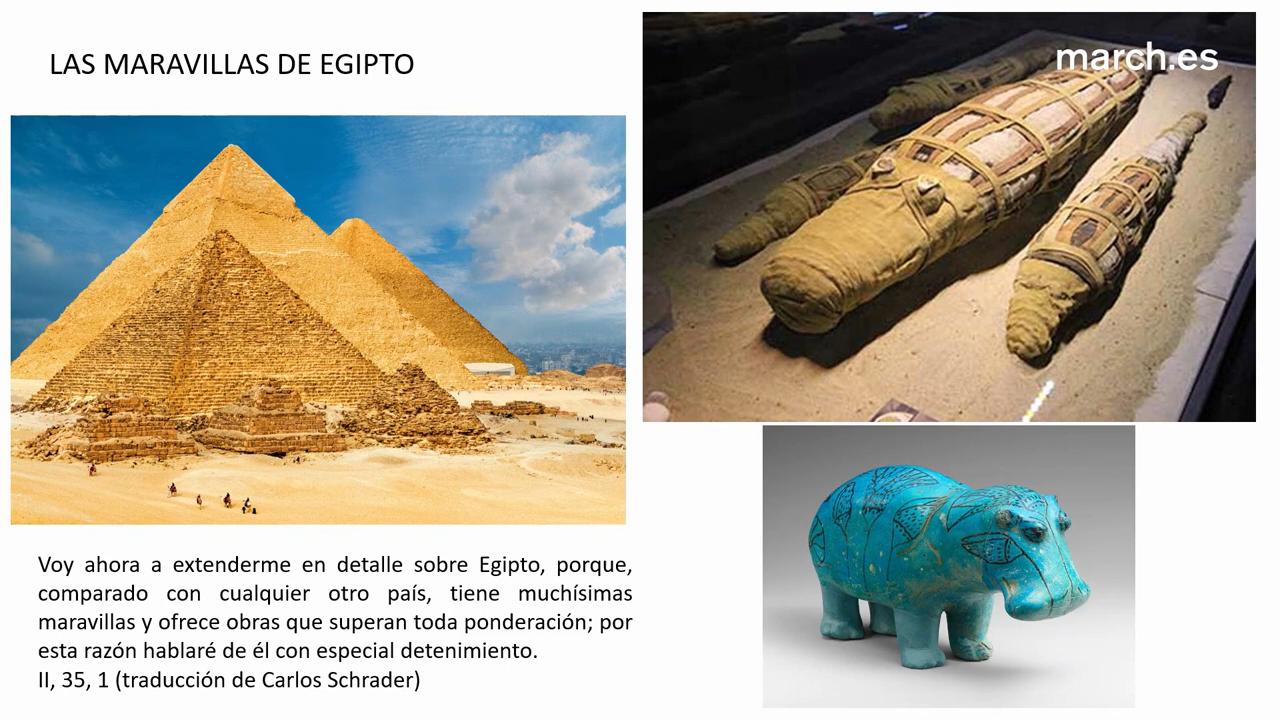 LAS MARAVILLAS DE EGIPTO
march.es
Voy ahora a extenderme en detalle sobre Egipto, porque,
comparado con cualquier otro país, tiene muchísimas
maravillas y ofrece obras que superan toda ponderación; por
esta razón hablaré de él con especial detenimiento.
II, 35, 1 (traducción de Carlos Schrader)